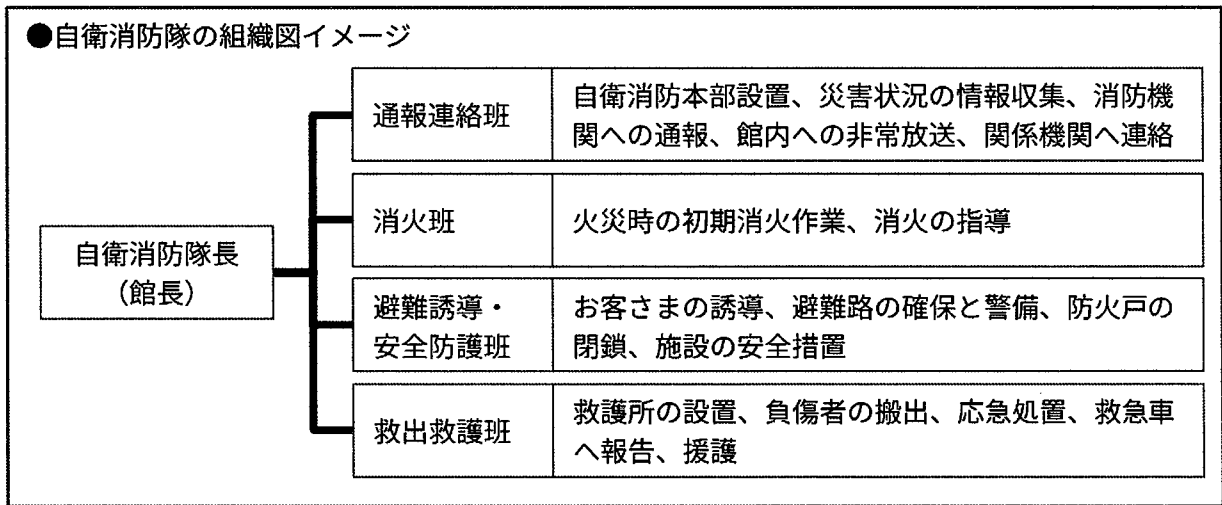 ●自衛消防隊の組織図イメージ
自衛消防隊長
（館長）
通報連絡班
自衛消防本部設置、災害状況の情報収集、消防機
関への通報、館内への非常放送、関係機関へ連絡
消火班
火災時の初期消火作業、消火の指導
避難誘導・
安全防護班
お客さまの誘導、避難路の確保と警備、防火戸の
閉鎖、施設の安全措置
救出救護班
救護所の設置、負傷者の搬出、応急処置、救急車
へ報告、援護